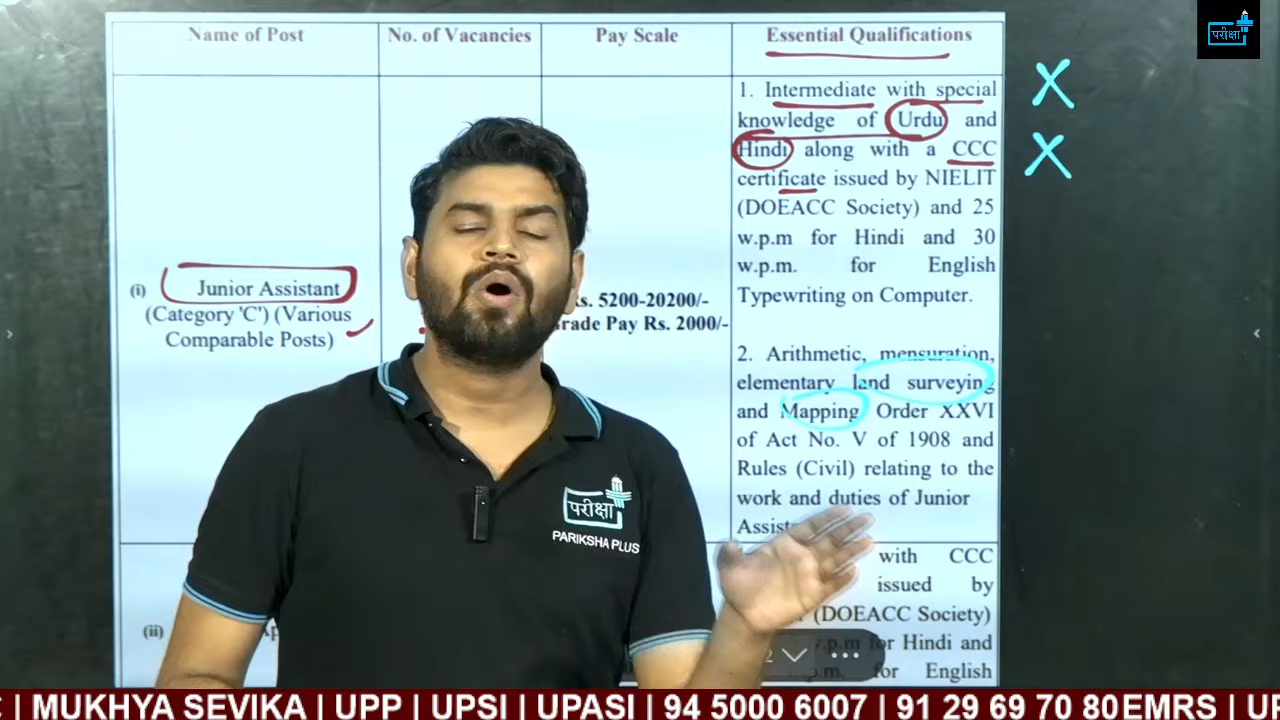 परीक्षा
Name of Post
No. of Vacancies
Pay Scale
Essential Qualifications
(i) Junior Assistant
(Category 'C') (Various
Comparable Posts)
5200-20200/-
Pay Rs. 2000/-
1. Intermediate with special
knowledge of Urdu and
Hindi along with a CCC
certificate issued by NIELIT
(DOEACC Society) and 25
w.p.m for Hindi and 30
w.p.m. for English
Typewriting on Computer.
2. Arithmetic, mensuration,
elementary land surveying
and Mapping Order XXVI
of Act No. V of 1908 and
Rules (Civil) relating to the
work and duties of Junior
(ii)
with CCC
issued by
(DOEACC Society)
for Hindi and
for English
परीक्षा
PARIKSHA PLUS
| MUKHYA SEVIKA | UPP | UPSI | UPASI | 94 5000 6007 | 91 29 69 70 80 EMRS |